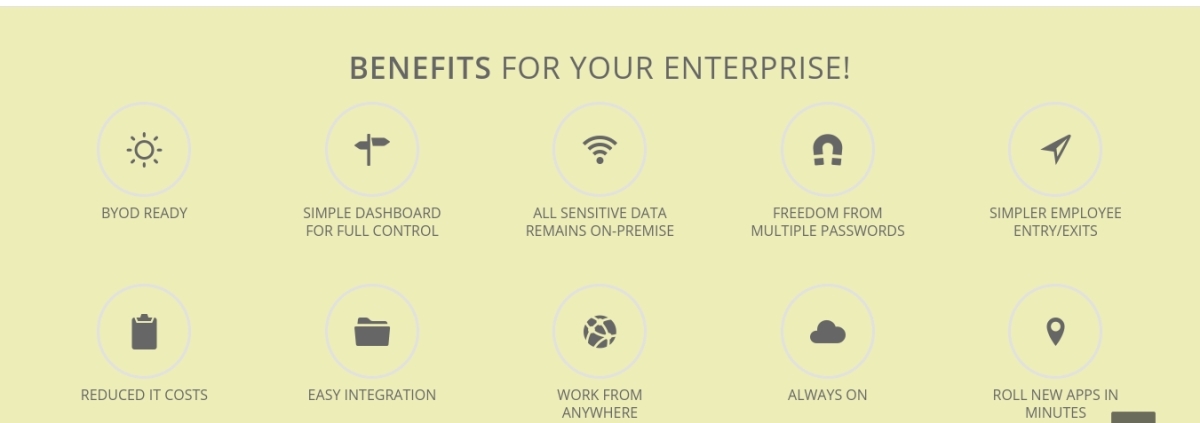 BENEFITS FOR YOUR ENTERPRISE!
BYOD READY
SIMPLE DASHBOARD
FOR FULL CONTROL
ALL SENSITIVE DATA
REMAINS ON-PREMISE
FREEDOM FROM
MULTIPLE PASSWORDS
SIMPLER EMPLOYEE
ENTRY/EXITS
REDUCED IT COSTS
EASY INTEGRATION
WORK FROM
ANYWHERE
ALWAYS ON
ROLL NEW APPS IN
MINUTES